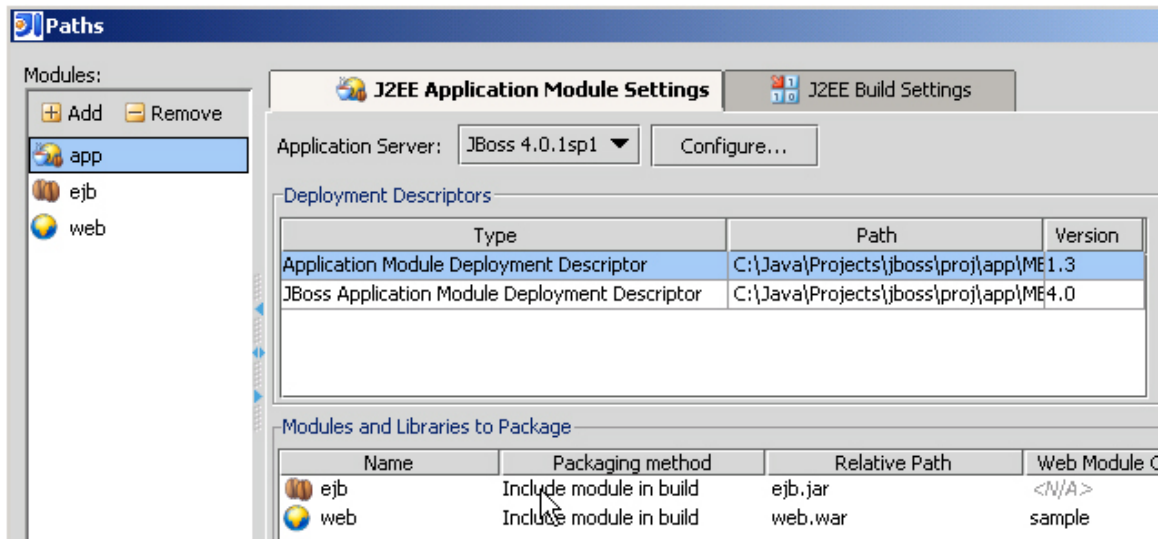 Paths
Modules:
Add Remove
app
ejb
web
J2EE Application Module Settings J2EE Build Settings
Application Server: JBoss 4.0.1sp1 Configure...
Deployment Descriptors
Type Path Version
Application Module Deployment Descriptor C:\Java\Projects\jboss\proj\app\ME 1.3
JBoss Application Module Deployment Descriptor C:\Java\Projects\jboss\proj\app\ME 4.0
Modules and Libraries to Package
Name Packaging method Relative Path Web Module C
ejb Include module in build ejb.jar <N/A>
web Include module in build web.war sample